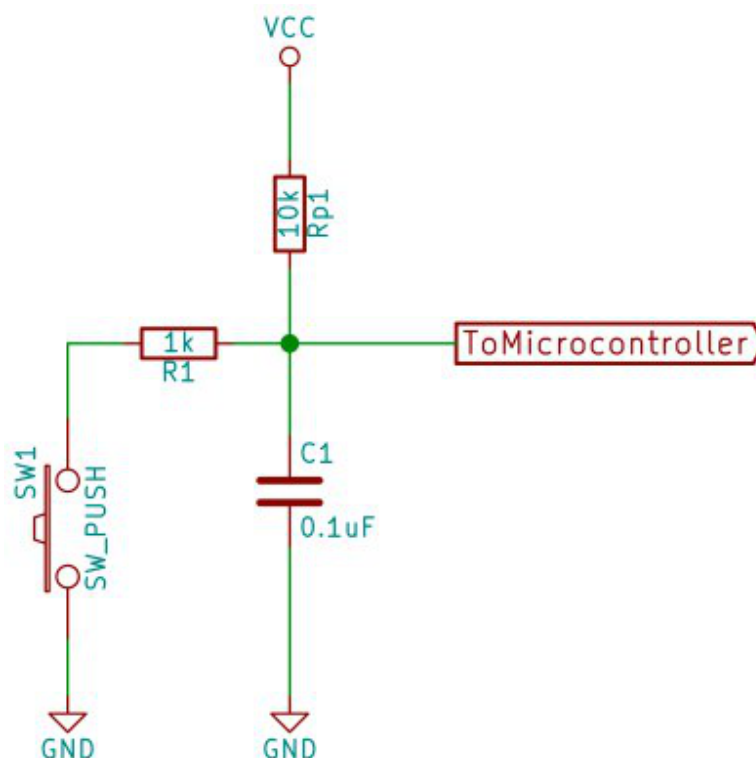 VCC
10k
Rp1
1k
R1
ToMicrocontroller
SW1
SW_PUSH
C1
0.1uF
GND
GND